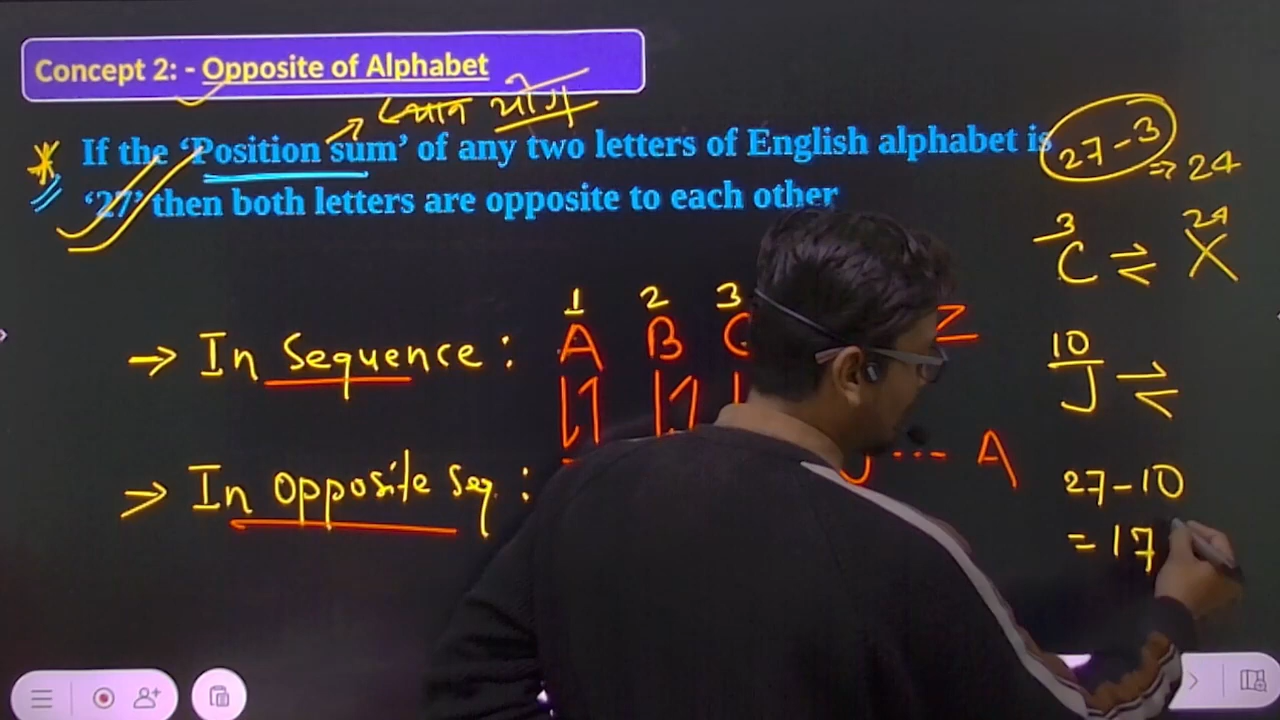 Concept 2: - Opposite of Alphabet
स्थान योग
If the ‘Position sum’ of any two letters of English alphabet is
‘27’ then both letters are opposite to each other
27-3
⇒ 24
3 24
C ⇌ X
→ In Sequence :
1 2 3
A B C Z
10
J ⇌
→ In opposite seq. :
... A
27-10
= 17